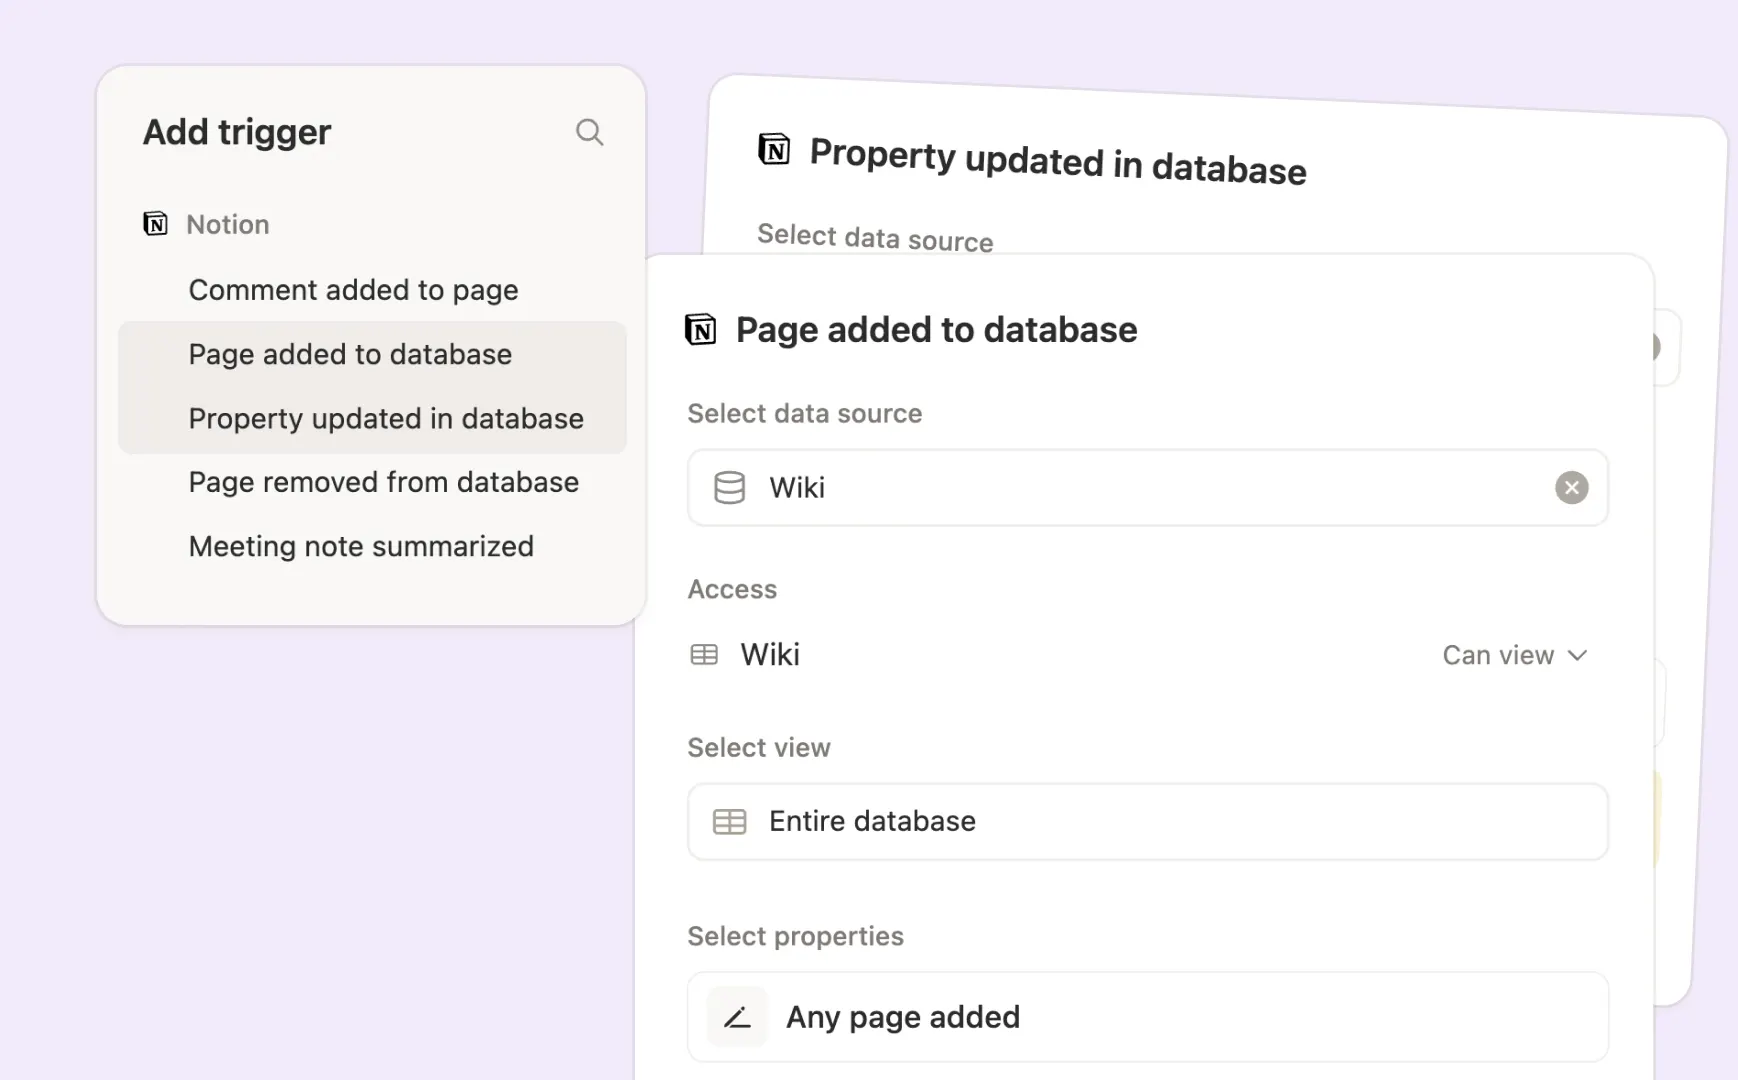 Add trigger
Notion
Comment added to page
Page added to database
Property updated in database
Page removed from database
Meeting note summarized
Property updated in database
Select data source
Page added to database
Select data source
Wiki
Access
Wiki
Can view
Select view
Entire database
Select properties
Any page added